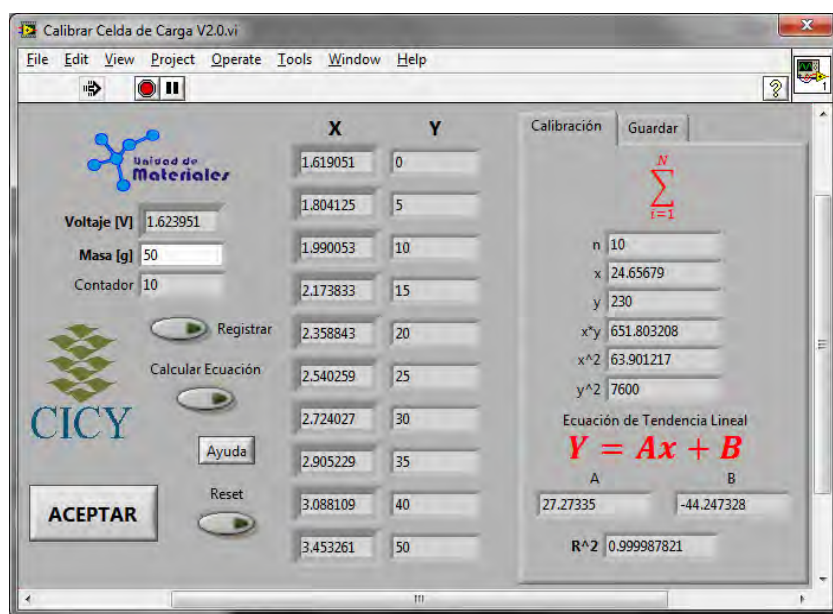 Calibrar Celda de Carga V2.0.vi
File Edit View Project Operate Tools Window Help
1
Unidad de
Materiales
Voltaje [V] 1.623951
Masa [g] 50
Contador 10
Registrar
Calcular Ecuación
CICY
Ayuda
Reset
ACEPTAR
X Y
1.619051 0
1.804125 5
1.990053 10
2.173833 15
2.358843 20
2.540259 25
2.724027 30
2.905229 35
3.088109 40
3.453261 50
Calibración Guardar
N
∑
i=1
n 10
x 24.65679
y 230
x*y 651.803208
x^2 63.901217
y^2 7600
Ecuación de Tendencia Lineal
Y = Ax + B
A B
27.27335 -44.247328
R^2 0.999987821